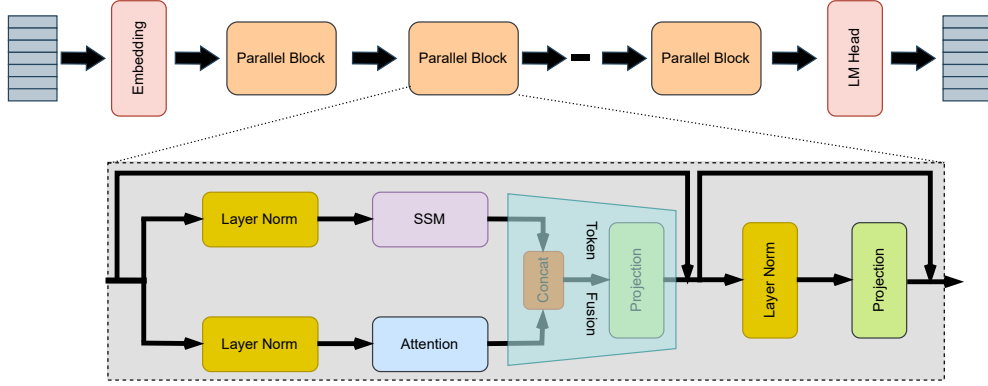 Embedding
Parallel Block
Parallel Block
Parallel Block
LM Head
Layer Norm
SSM
Token
Fusion
Concat
Projection
Layer Norm
Projection
Layer Norm
Attention